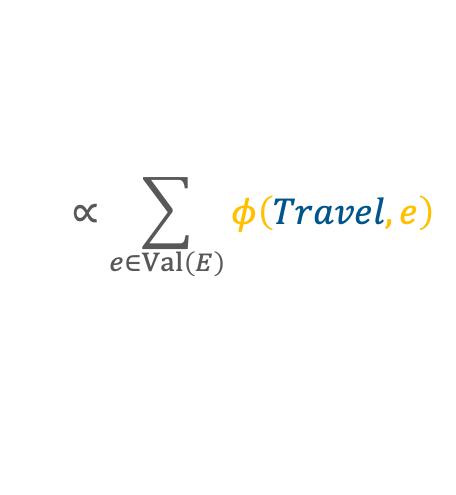 ∝ ∑ ϕ(Travel, e)
e∈Val(E)